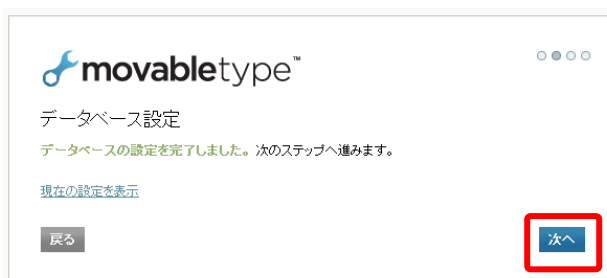 movabletype™
データベース設定
データベースの設定を完了しました。次のステップへ進みます。
現在の設定を表示
戻る
次へ